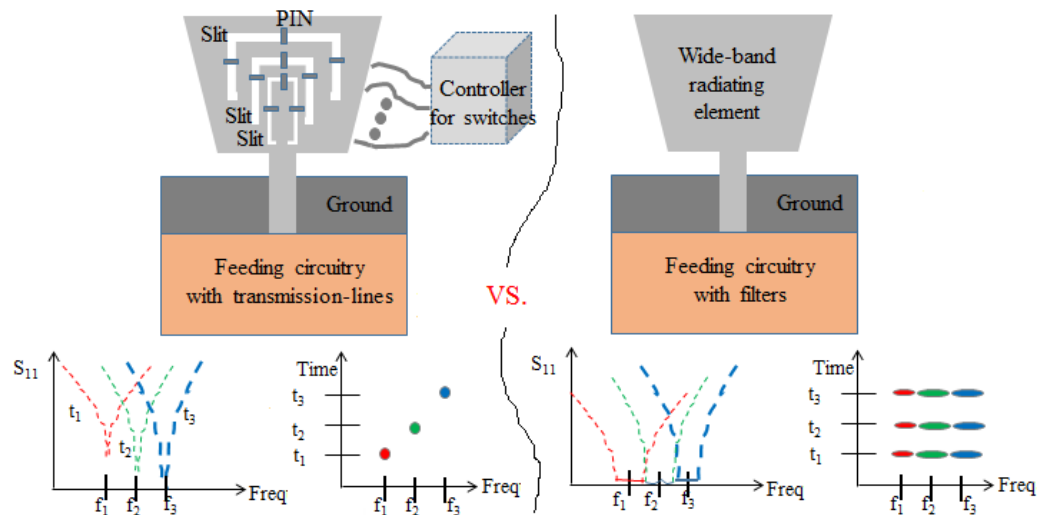 PIN
Slit
Slit
Slit
Controller
for switches
Ground
Feeding circuitry
with transmission-lines
VS.
Wide-band
radiating
element
Ground
Feeding circuitry
with filters
S₁₁
t₁
t₂
t₃
f₁
f₂
f₃
Freq
Time
t₃
t₂
t₁
f₁
f₂
f₃
Freq
S₁₁
f₁
f₂
f₃
Freq
Time
t₃
t₂
t₁
f₁
f₂
f₃
Freq